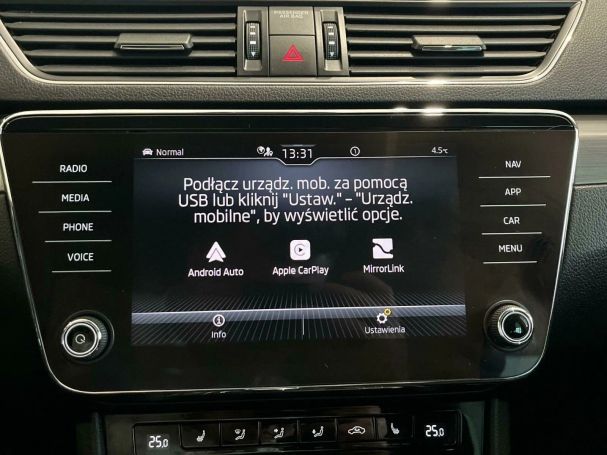 PASSENGER
AIR BAG
Normal
13:31
4.5°C
RADIO
MEDIA
PHONE
VOICE
Podłącz urządz. mob. za pomocą
USB lub kliknij "Ustaw." – "Urządz.
mobilne", by wyświetlić opcje.
Android Auto
Apple CarPlay
MirrorLink
Info
Ustawienia
NAV
APP
CAR
MENU
25.0
25.0